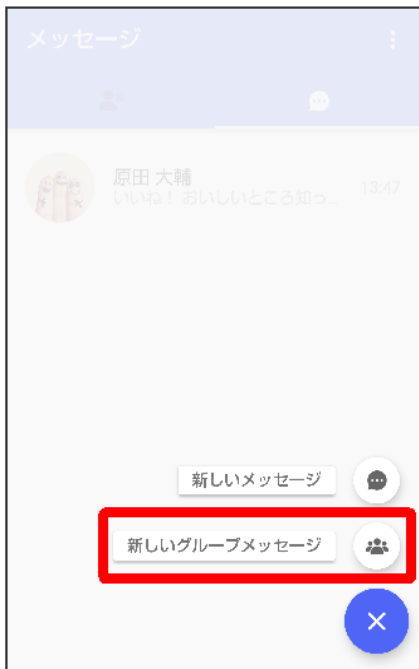 メッセージ
原田 大輔
いいね！ おいしいところ知っ...
13:47
新しいメッセージ
新しいグループメッセージ